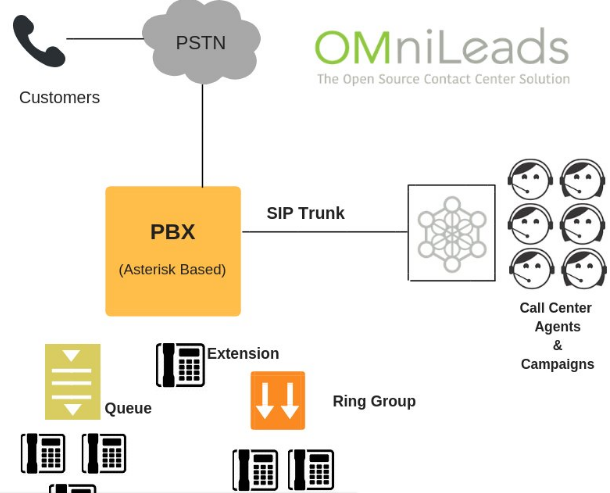 PSTN
OMniLeads
The Open Source Contact Center Solution
Customers
SIP Trunk
PBX
(Asterisk Based)
Call Center
Agents
&
Campaigns
Extension
Queue
Ring Group